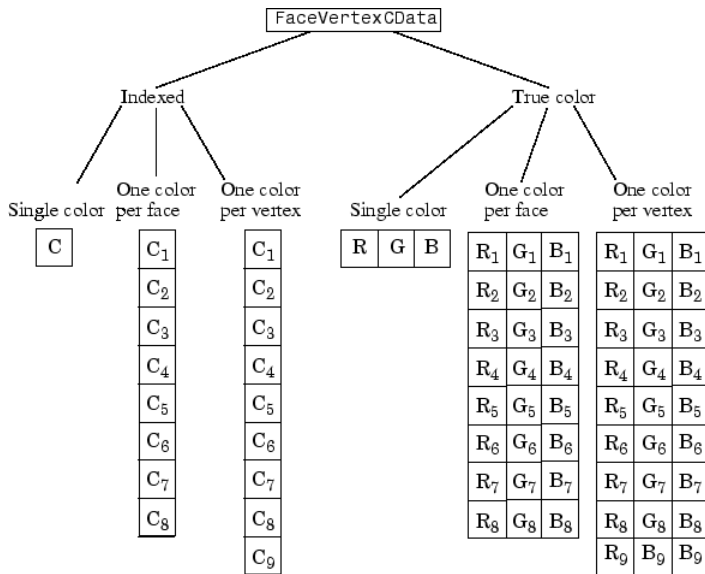 FaceVertexCData
Indexed True color
Single color One color per face One color per vertex Single color One color per face One color per vertex
C C1 C1 R G B R1 G1 B1 R1 G1 B1
C2 C2 R2 G2 B2 R2 G2 B2
C3 C3 R3 G3 B3 R3 G3 B3
C4 C4 R4 G4 B4 R4 G4 B4
C5 C5 R5 G5 B5 R5 G5 B5
C6 C6 R6 G6 B6 R6 G6 B6
C7 C7 R7 G7 B7 R7 G7 B7
C8 C8 R8 G8 B8 R8 G8 B8
C9 R9 B9 B9